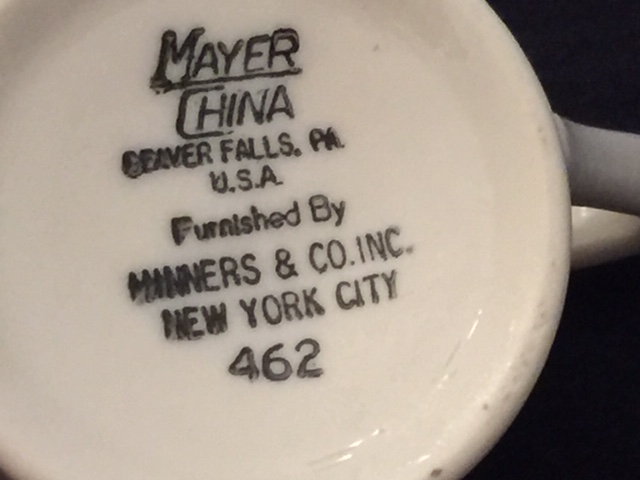 MAYER
CHINA
BEAVER FALLS, PA.
U.S.A.
Furnished By
MINNERS & CO.INC.
NEW YORK CITY
462